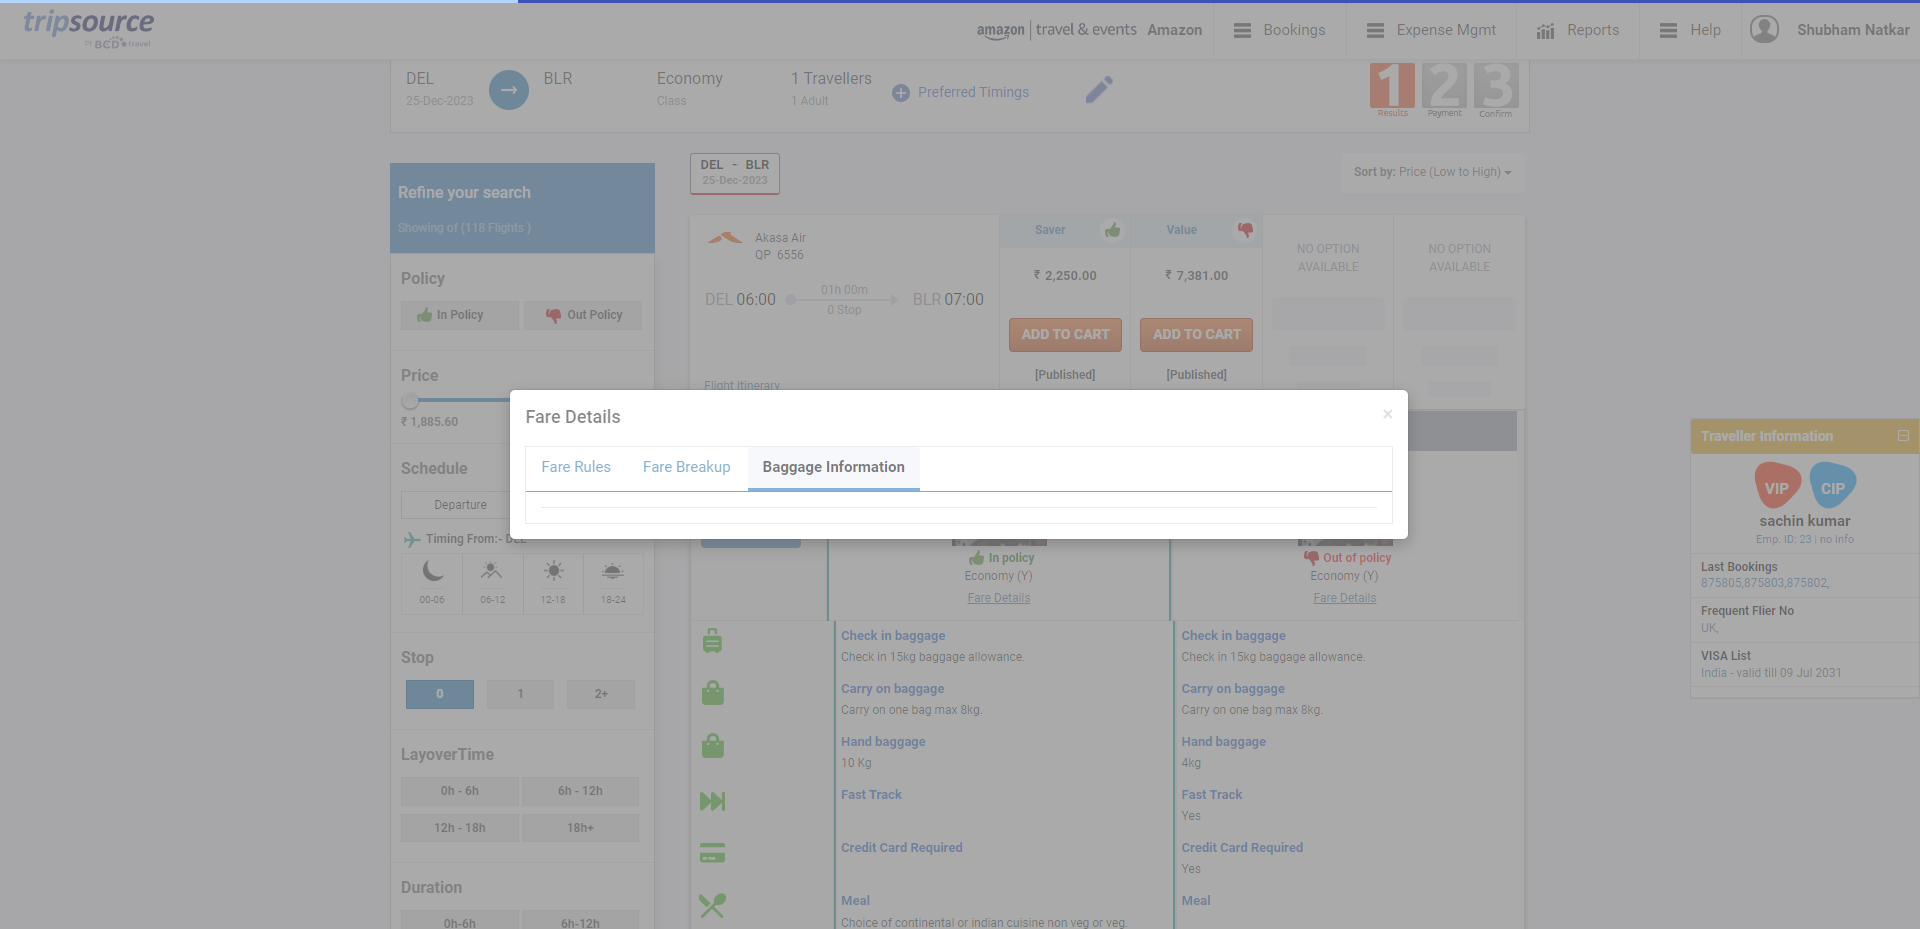 tripsource
by BCD travel
amazon | travel & events Amazon
Bookings
Expense Mgmt
Reports
Help
Shubham Natkar
DEL
25-Dec-2023
BLR
Economy
Class
1 Travellers
1 Adult
Preferred Timings
1 2 3
Results Payment Confirm
Refine your search
Showing of (118 Flights )
Policy
In Policy
Out Policy
Price
₹ 1,885.60
Schedule
Departure
Timing From:- DEL
00-06 06-12 12-18 18-24
Stop
0 1 2+
LayoverTime
0h - 6h 6h - 12h
12h - 18h 18h+
Duration
0h-6h 6h-12h
DEL - BLR
25-Dec-2023
Sort by: Price (Low to High)
Akasa Air
QP 6556
DEL 06:00
01h 00m
0 Stop
BLR 07:00
Flight Itinerary
Saver
₹ 2,250.00
ADD TO CART
[Published]
Value
₹ 7,381.00
ADD TO CART
[Published]
NO OPTION
AVAILABLE
NO OPTION
AVAILABLE
Fare Details
×
Fare Rules Fare Breakup Baggage Information
In policy
Economy (Y)
Fare Details
Out of policy
Economy (Y)
Fare Details
Check in baggage
Check in 15kg baggage allowance.
Check in baggage
Check in 15kg baggage allowance.
Carry on baggage
Carry on one bag max 8kg.
Carry on baggage
Carry on one bag max 8kg.
Hand baggage
10 Kg
Hand baggage
4kg
Fast Track
Fast Track
Yes
Credit Card Required
Credit Card Required
Yes
Meal
Choice of continental or indian cuisine non veg or veg.
Meal
Traveller Information
VIP CIP
sachin kumar
Emp. ID: 23 | no info
Last Bookings
875805,875803,875802,
Frequent Flier No
UK,
VISA List
India - valid till 09 Jul 2031